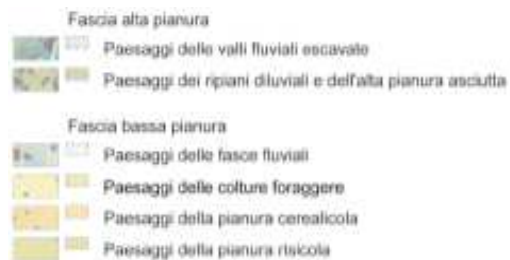 Fascia alta pianura
Paesaggi delle valli fluviali escavate
Paesaggi dei ripiani diluviali e dell'alta pianura asciutta
Fascia bassa pianura
Paesaggi delle fasce fluviali
Paesaggi delle colture foraggere
Paesaggi della pianura cerealicola
Paesaggi della pianura risicola